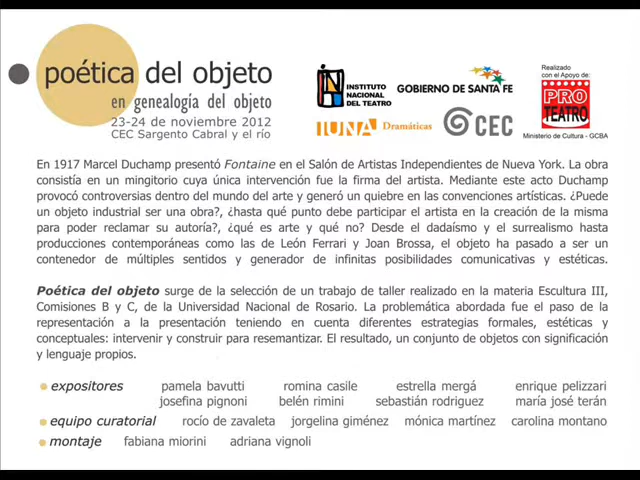 poética del objeto
en genealogía del objeto
23-24 de noviembre 2012
CEC Sargento Cabral y el río
INSTITUTO
NACIONAL
DEL TEATRO
GOBIERNO DE SANTA FE
IUNA Dramáticas
CEC
Realizado
con el Apoyo de:
PRO
TEATRO
Ministerio de Cultura - GCBA
En 1917 Marcel Duchamp presentó Fontaine en el Salón de Artistas Independientes de Nueva York. La obra
consistía en un mingitorio cuya única intervención fue la firma del artista. Mediante este acto Duchamp
provocó controversias dentro del mundo del arte y generó un quiebre en las convenciones artísticas. ¿Puede
un objeto industrial ser una obra?, ¿hasta qué punto debe participar el artista en la creación de la misma
para poder reclamar su autoría?, ¿qué es arte y qué no? Desde el dadaísmo y el surrealismo hasta
producciones contemporáneas como las de León Ferrari y Joan Brossa, el objeto ha pasado a ser un
contenedor de múltiples sentidos y generador de infinitas posibilidades comunicativas y estéticas.
Poética del objeto surge de la selección de un trabajo de taller realizado en la materia Escultura III,
Comisiones B y C, de la Universidad Nacional de Rosario. La problemática abordada fue el paso de la
representación a la presentación teniendo en cuenta diferentes estrategias formales, estéticas y
conceptuales: intervenir y construir para resemantizar. El resultado, un conjunto de objetos con significación
y lenguaje propios.
expositores pamela bavutti romina casile estrella mergá enrique pelizzari
josefina pignoni belén rimini sebastián rodriguez maría josé terán
equipo curatorial rocío de zavaleta jorgelina giménez mónica martínez carolina montano
montaje fabiana miorini adriana vignoli